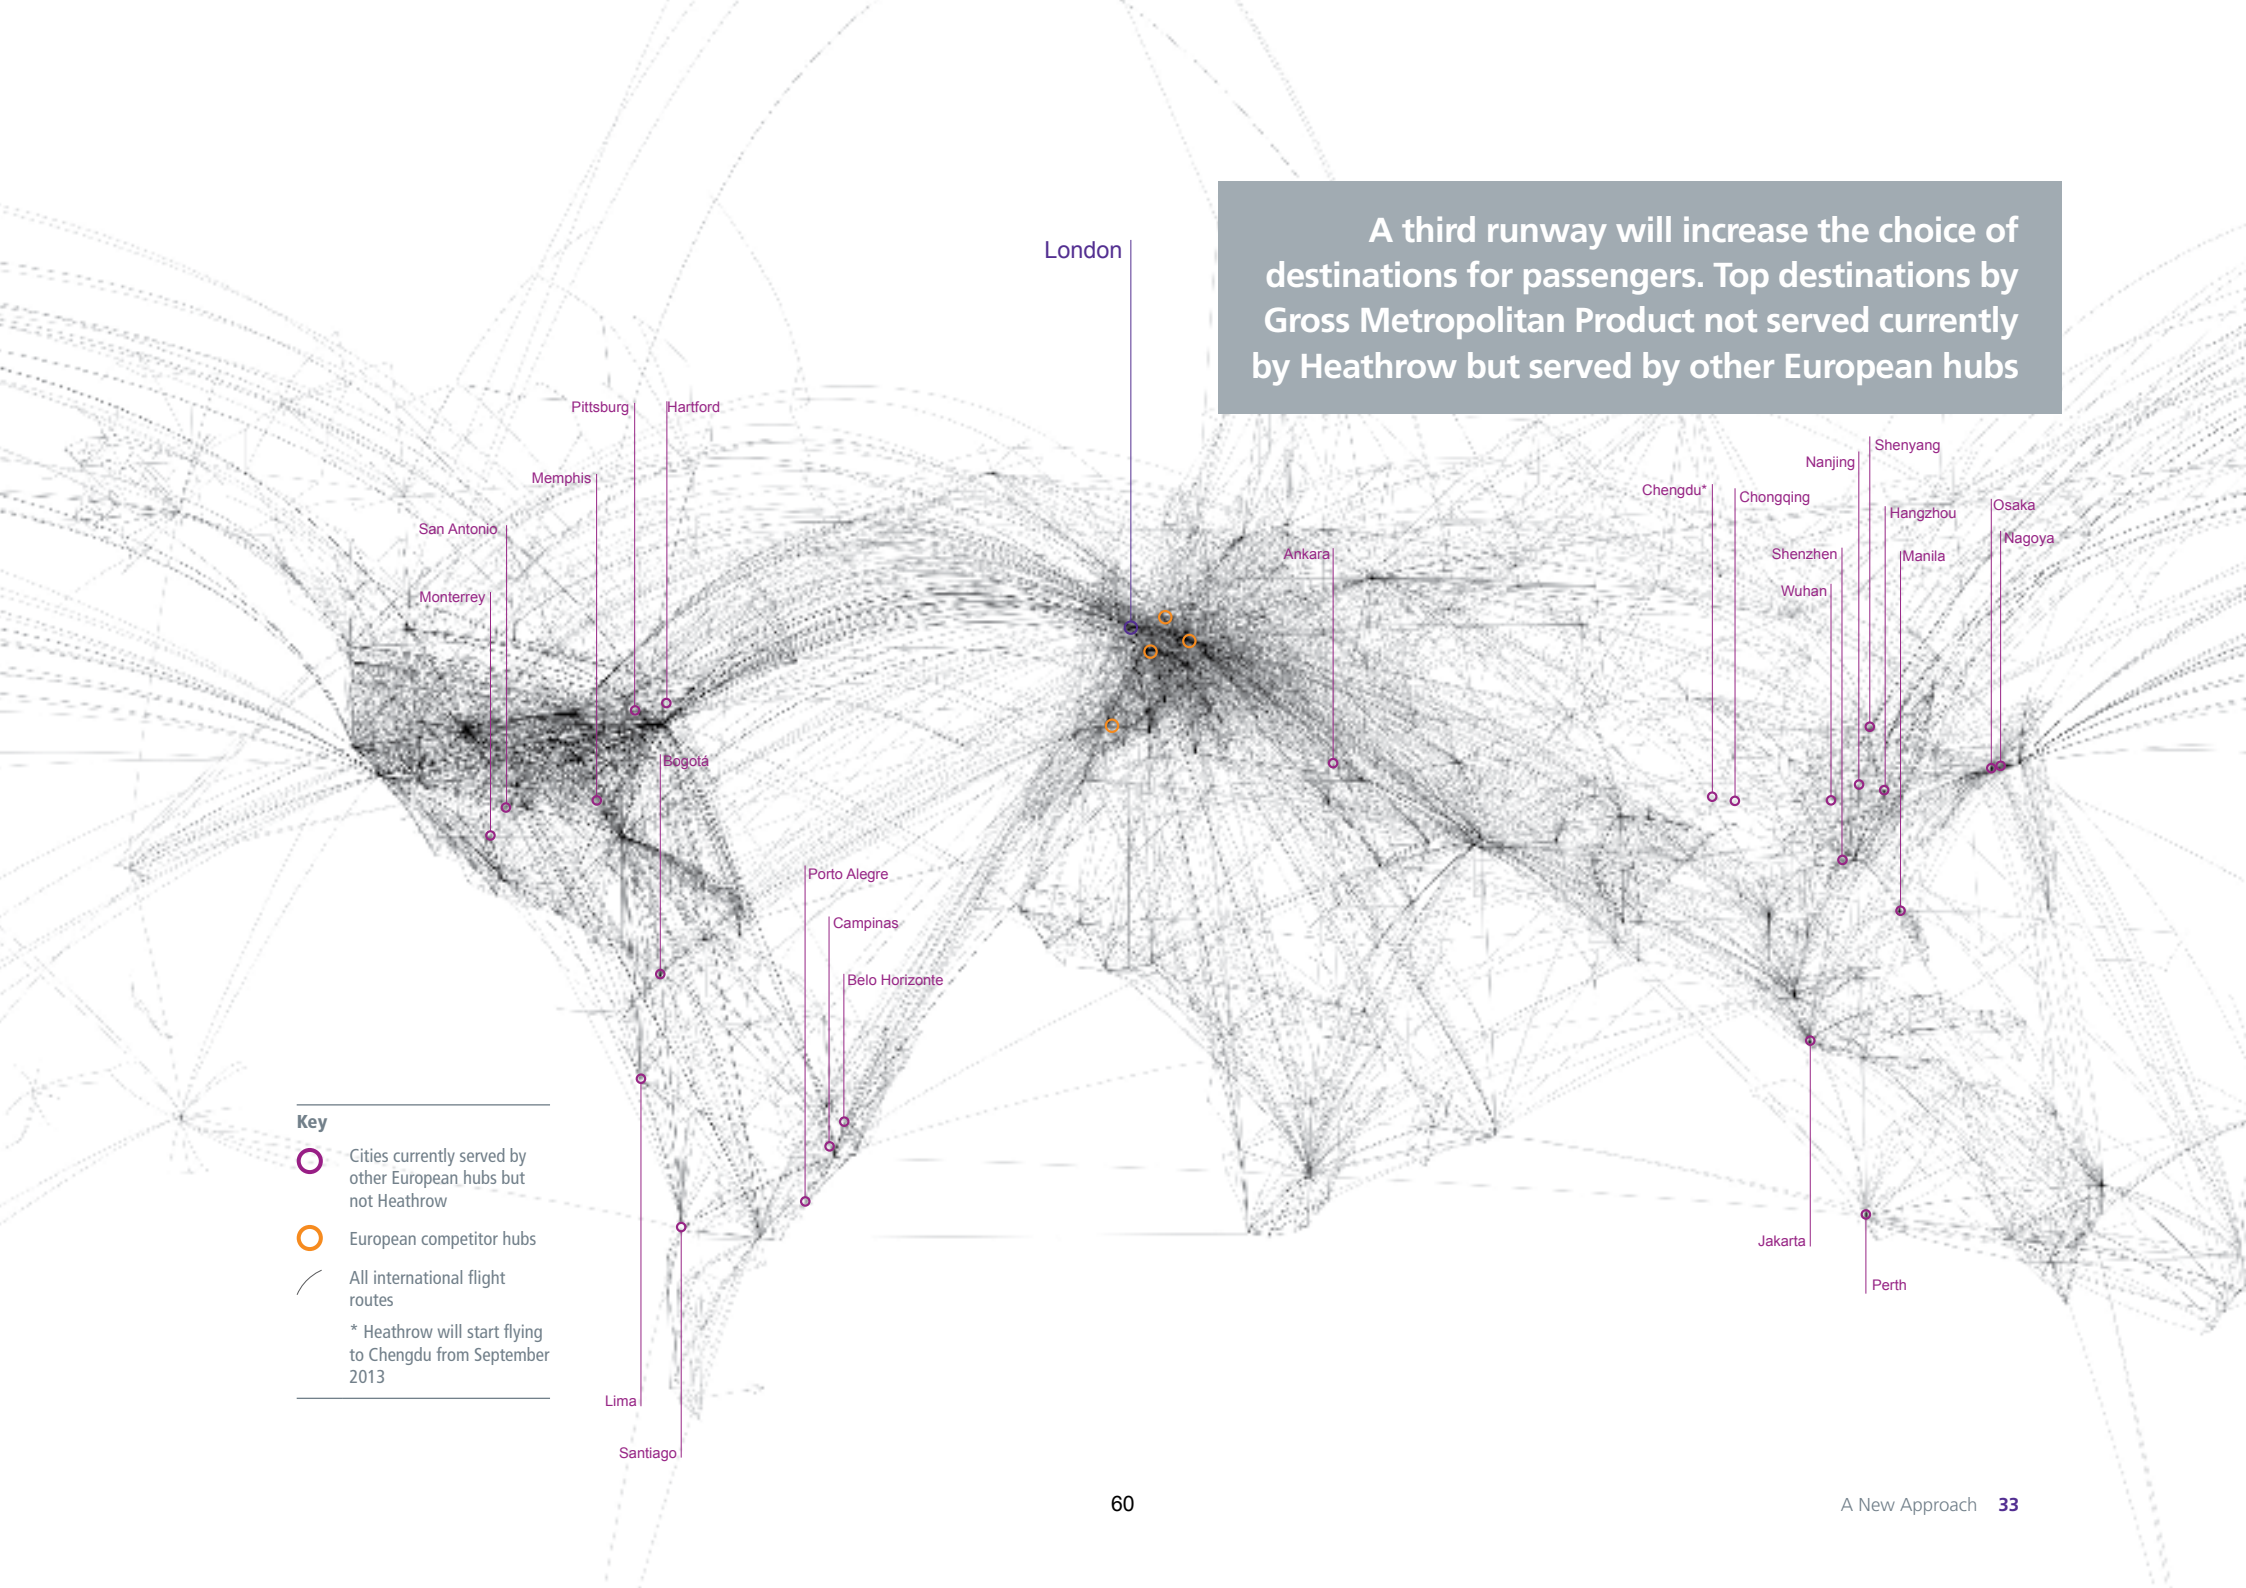 A third runway will increase the choice of
destinations for passengers. Top destinations by
Gross Metropolitan Product not served currently
by Heathrow but served by other European hubs
London
Pittsburg
Hartford
Memphis
San Antonio
Monterrey
Bogotá
Porto Alegre
Campinas
Belo Horizonte
Ankara
Chengdu*
Chongqing
Nanjing
Shenyang
Hangzhou
Shenzhen
Manila
Wuhan
Osaka
Nagoya
Jakarta
Perth
Lima
Santiago
Key
Cities currently served by
other European hubs but
not Heathrow
European competitor hubs
All international flight
routes
* Heathrow will start flying
to Chengdu from September
2013
60
A New Approach 33